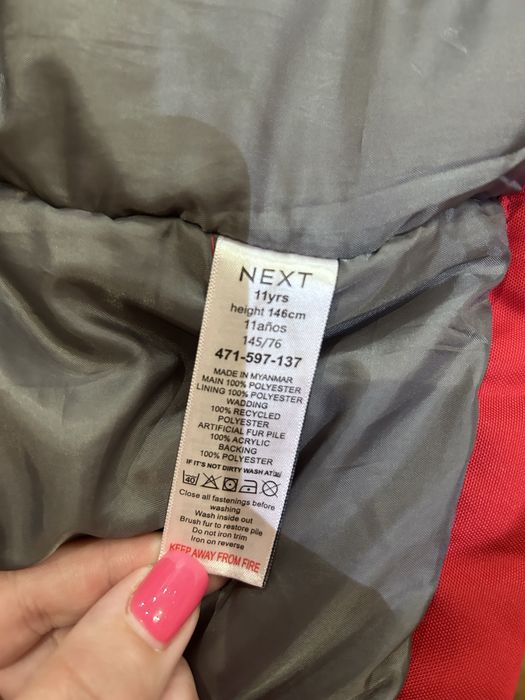 NEXT
11yrs
height 146cm
11años
145/76
471-597-137
MADE IN MYANMAR
MAIN 100% POLYESTER
LINING 100% POLYESTER
WADDING
100% RECYCLED
POLYESTER
ARTIFICIAL FUR PILE
100% ACRYLIC
BACKING
100% POLYESTER
IF IT'S NOT DIRTY WASH AT 30
40
Close all fastenings before
washing
Wash inside out
Brush fur to restore pile
Do not iron trim
Iron on reverse
KEEP AWAY FROM FIRE